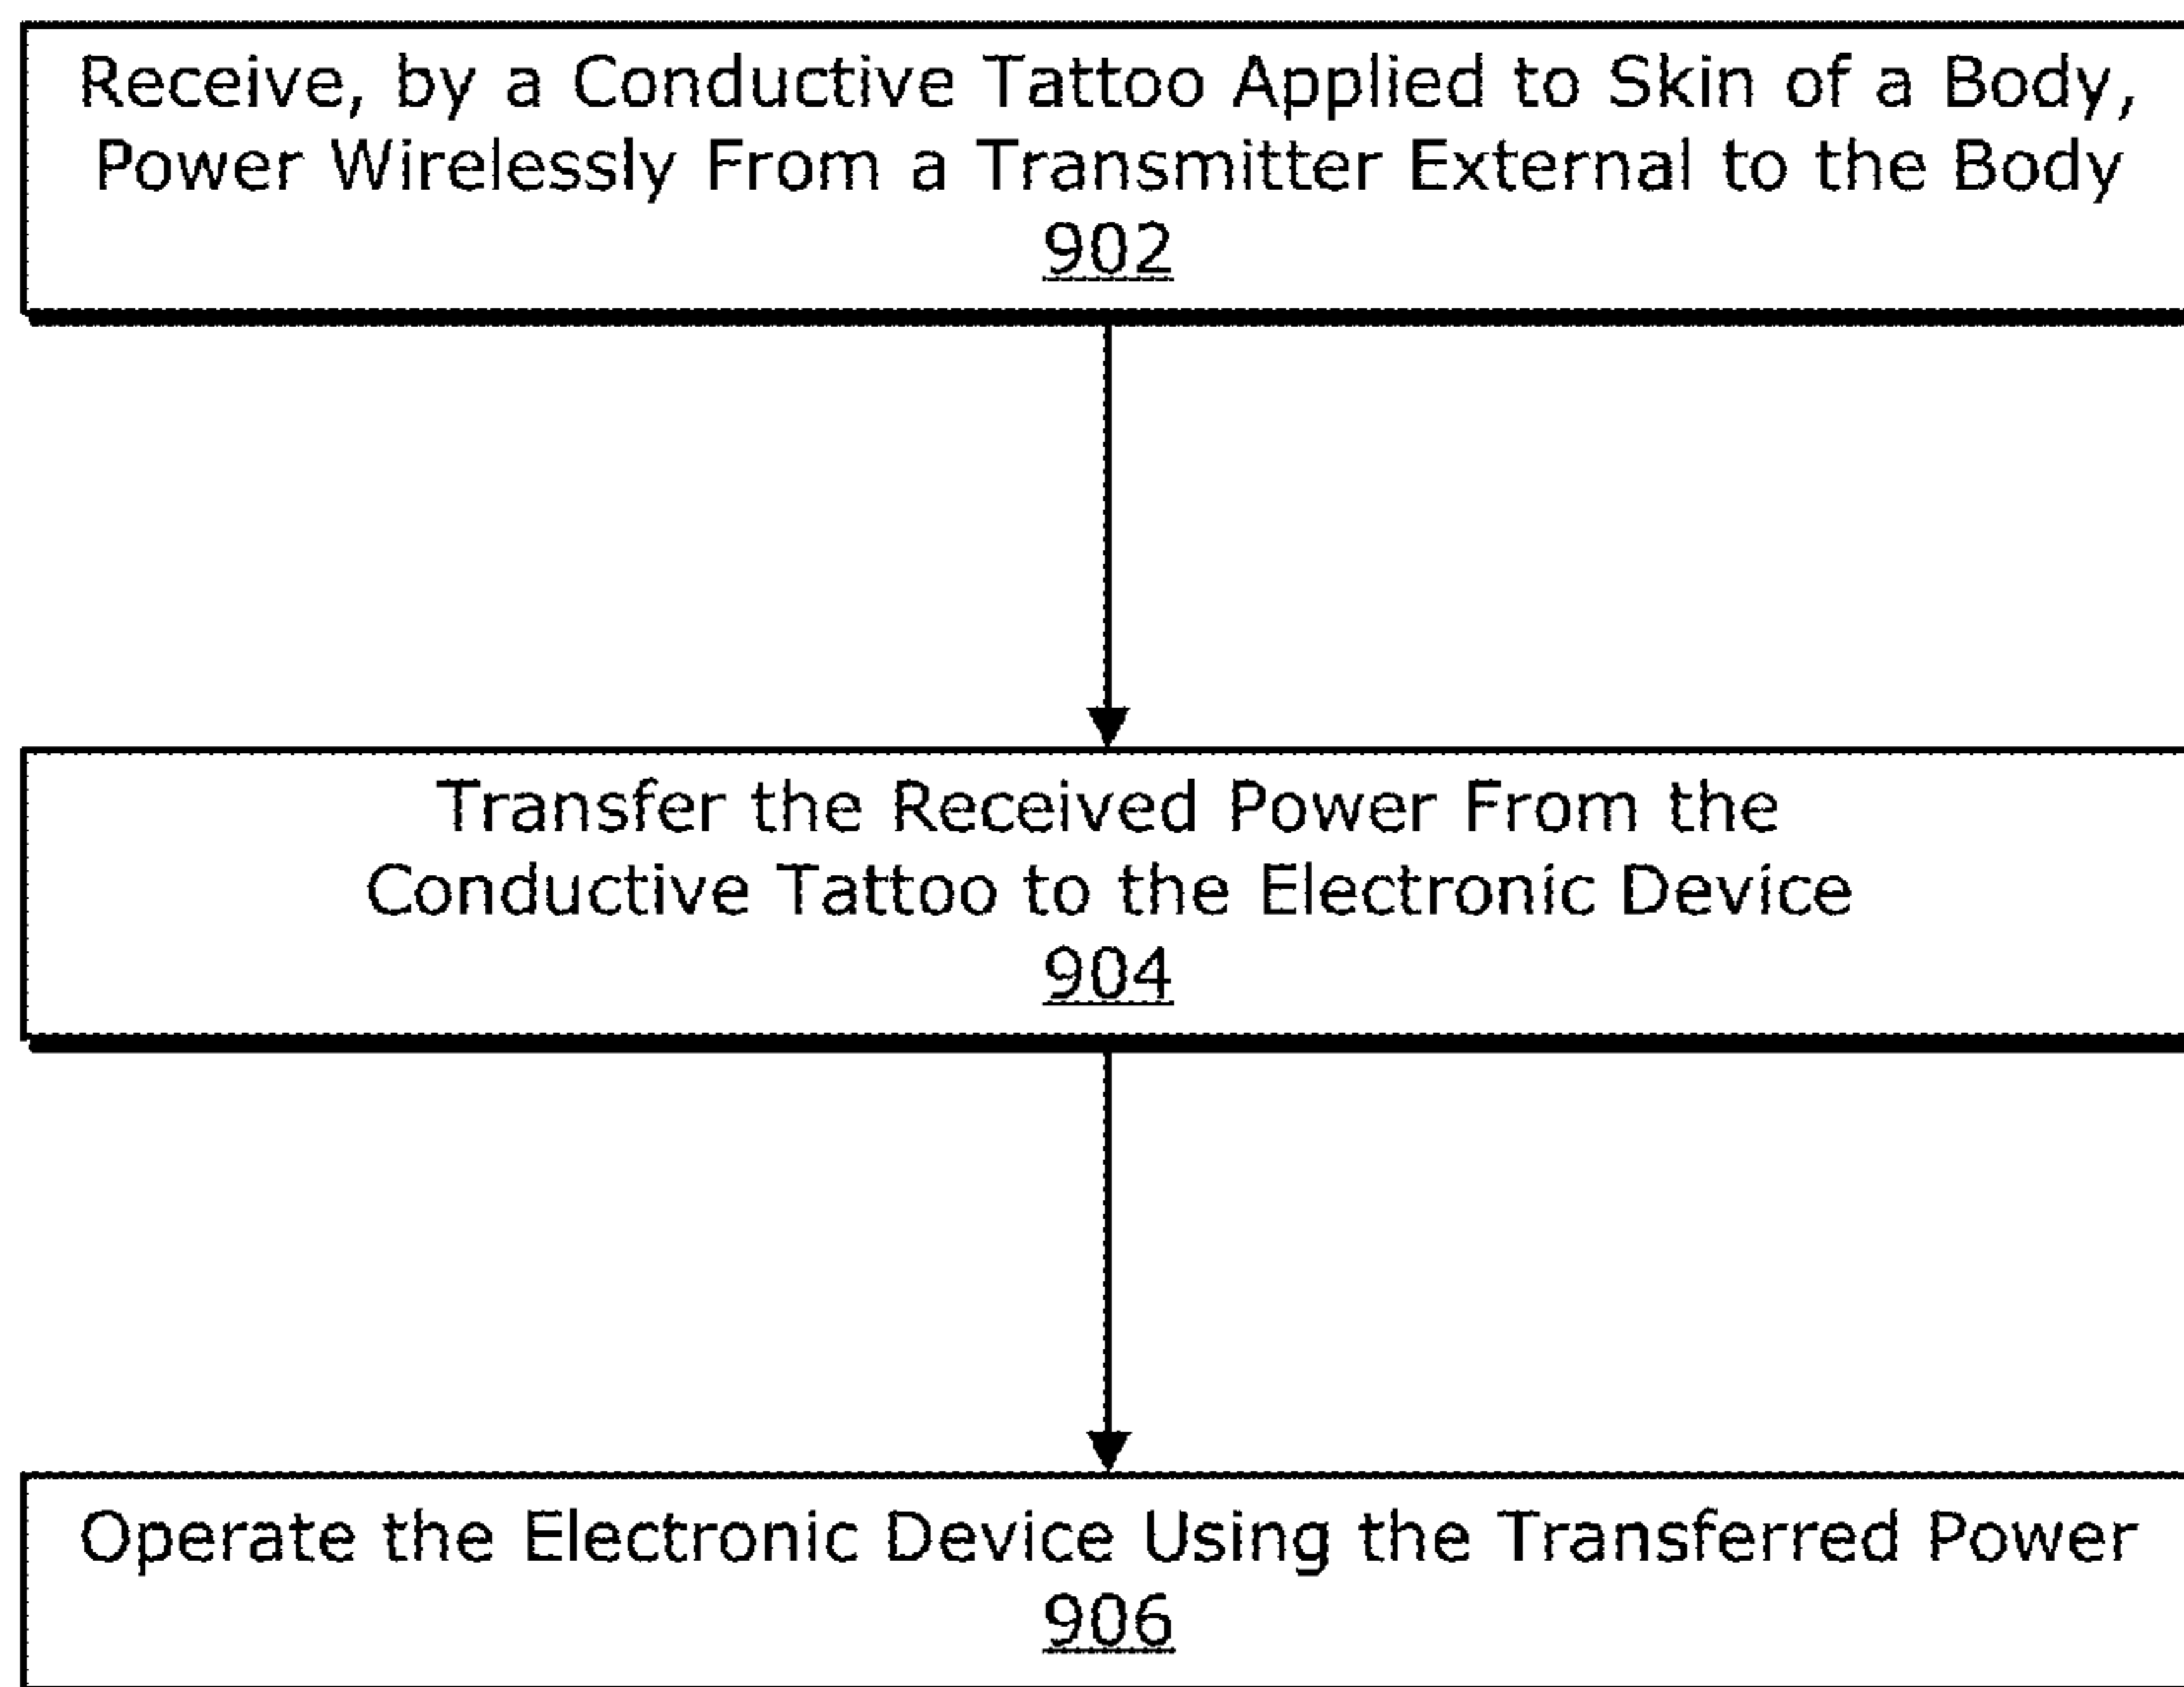 Receive, by a Conductive Tattoo Applied to Skin of a Body,
Power Wirelessly From a Transmitter External to the Body
902
Transfer the Received Power From the
Conductive Tattoo to the Electronic Device
904
Operate the Electronic Device Using the Transferred Power
906